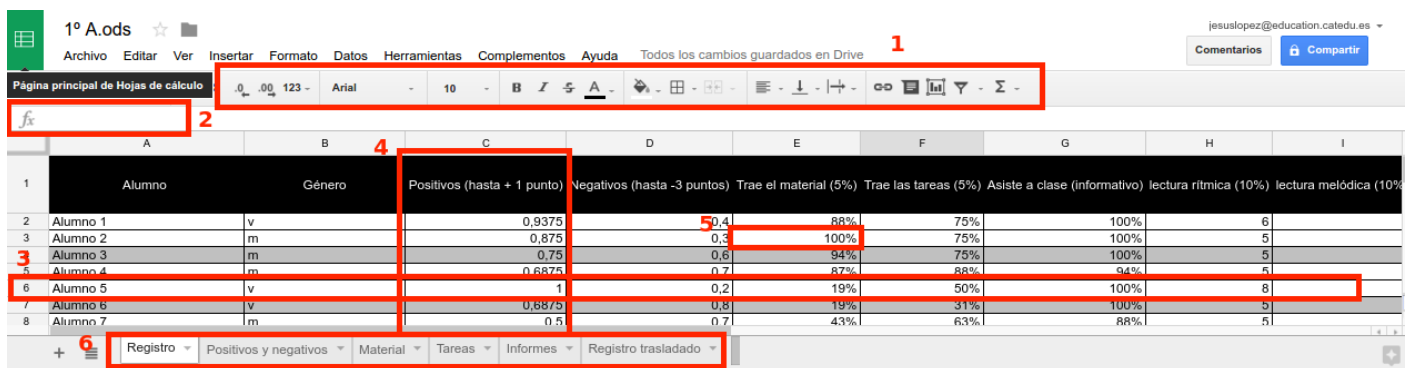 1º A.ods
jesuslopez@education.catedu.es
Archivo Editar Ver Insertar Formato Datos Herramientas Complementos Ayuda Todos los cambios guardados en Drive
1
Comentarios Compartir
Página principal de Hojas de cálculo
.0 .00 123 Arial 10 B I S A Σ
fx 2
A B 4 C D E F G H I
1 Alumno Género Positivos (hasta + 1 punto) Negativos (hasta -3 puntos) Trae el material (5%) Trae las tareas (5%) Asiste a clase (informativo) lectura rítmica (10%) lectura melódica (10%
2 Alumno 1 v 0,9375 0,4 88% 75% 100% 6
5
3 Alumno 2 m 0,875 0,3 100% 75% 100% 5
3 Alumno 3 m 0,75 0,6 94% 75% 100% 5
5 Alumno 4 m 0,6875 0,7 87% 88% 94% 5
6 Alumno 5 v 1 0,2 19% 50% 100% 8
7 Alumno 6 v 0,6875 0,8 19% 31% 100% 5
8 Alumno 7 m 0,5 0,7 43% 63% 88% 5
6 Registro Positivos y negativos Material Tareas Informes Registro trasladado